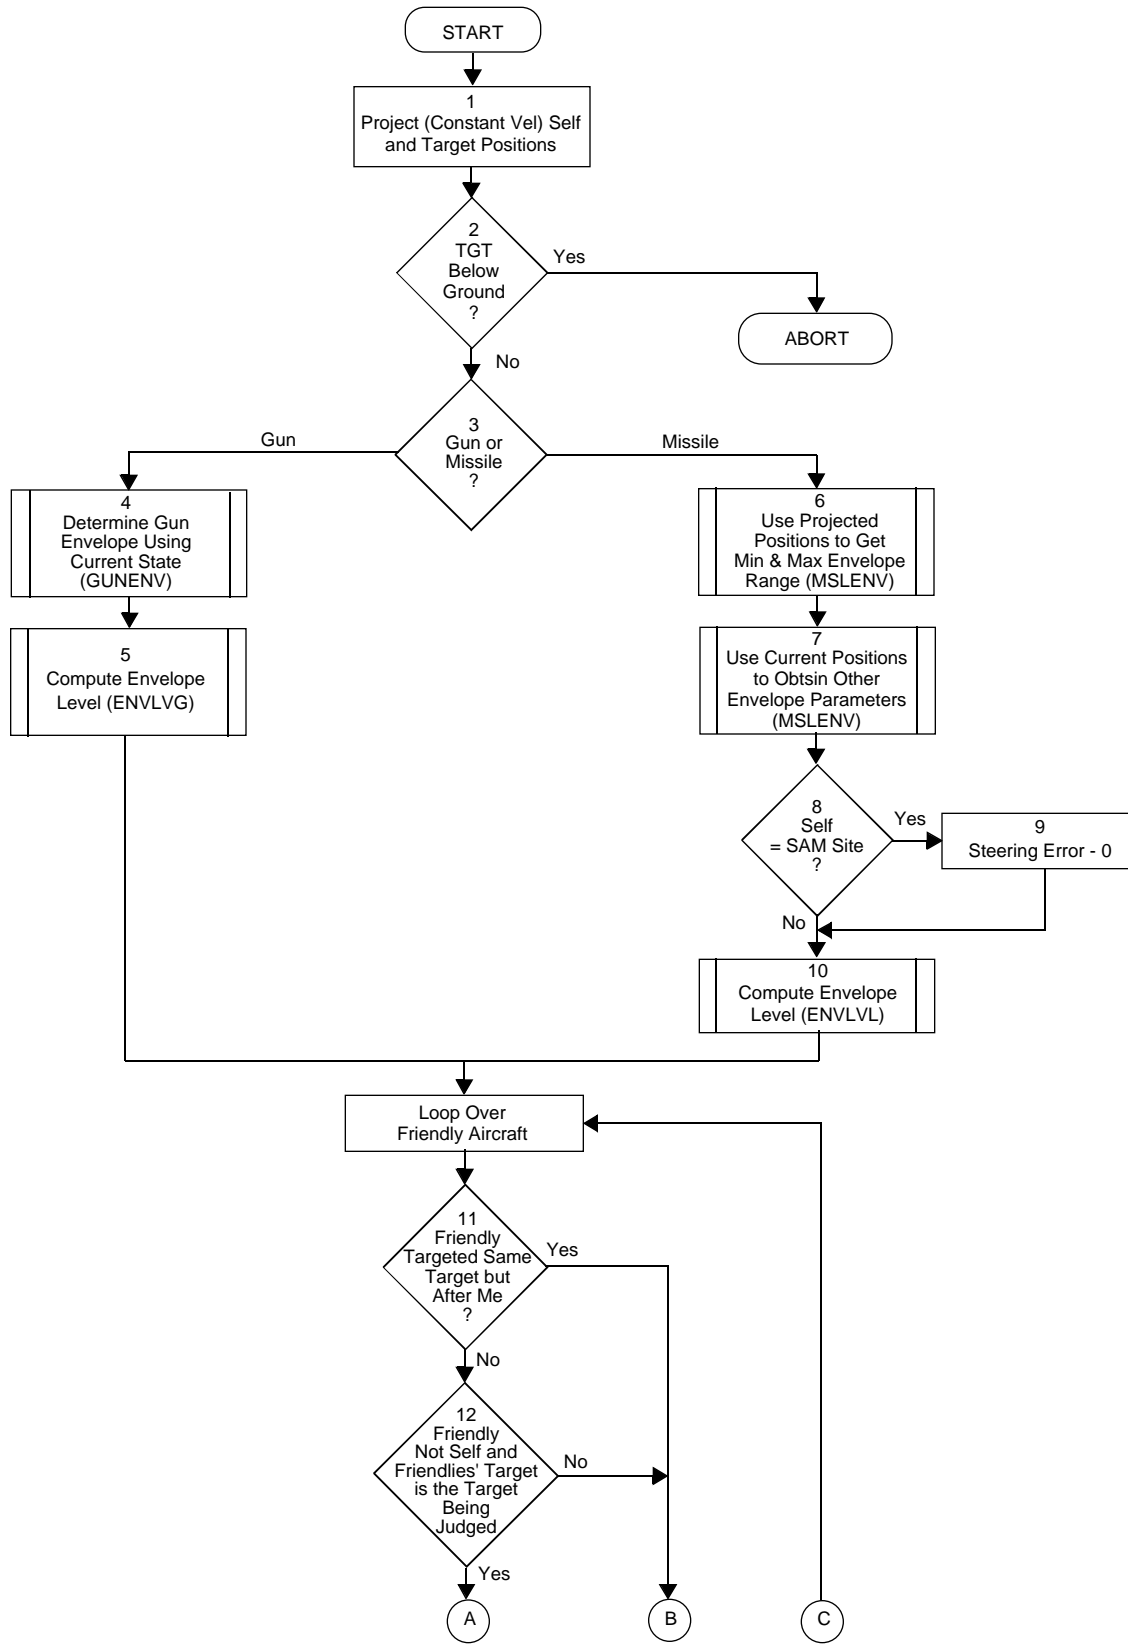 START
1
Project (Constant Vel) Self
and Target Positions
2
TGT
Below
Ground
?
Yes
ABORT
No
3
Gun or
Missile
?
Gun
Missile
4
Determine Gun
Envelope Using
Current State
(GUNENV)
5
Compute Envelope
Level (ENVLVG)
6
Use Projected
Positions to Get
Min & Max Envelope
Range (MSLENV)
7
Use Current Positions
to Obtsin Other
Envelope Parameters
(MSLENV)
8
Self
= SAM Site
?
Yes
9
Steering Error - 0
No
10
Compute Envelope
Level (ENVLVL)
Loop Over
Friendly Aircraft
11
Friendly
Targeted Same
Target but
After Me
?
Yes
No
12
Friendly
Not Self and
Friendlies' Target
is the Target
Being
Judged
No
Yes
A
B
C